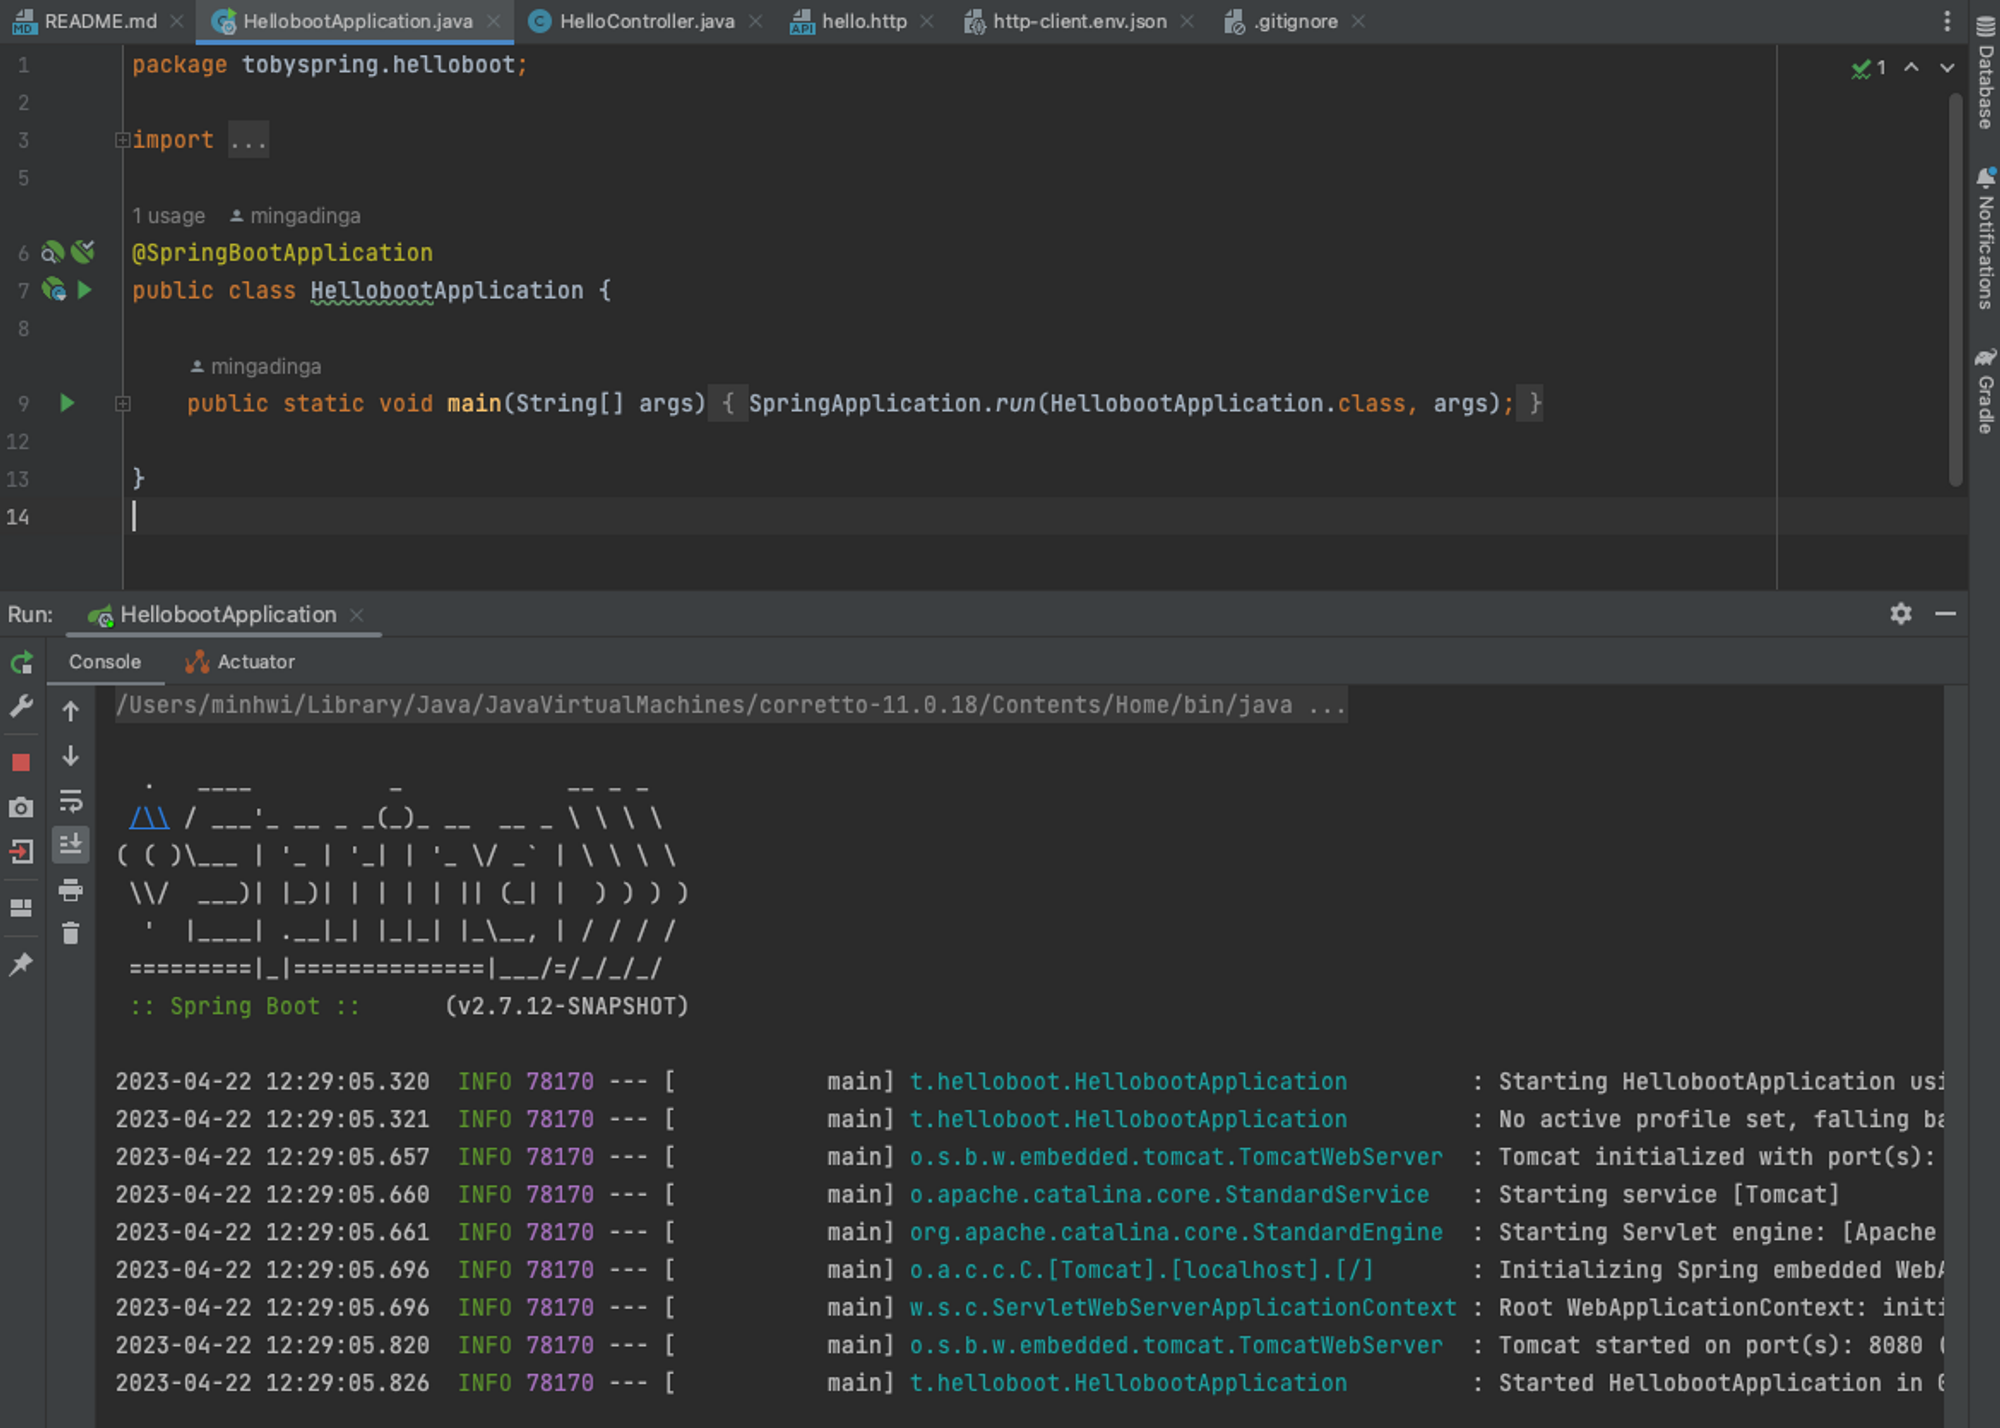 README.md HellobootApplication.java HelloController.java hello.http http-client.env.json .gitignore
1 package tobyspring.helloboot;
2
3 import ...
5
1 usage mingadinga
6 @SpringBootApplication
7 public class HellobootApplication {
8
mingadinga
9 public static void main(String[] args) { SpringApplication.run(HellobootApplication.class, args); }
12
13 }
14
1
Database
Notifications
Gradle
Run: HellobootApplication
Console Actuator
/Users/minhwi/Library/Java/JavaVirtualMachines/corretto-11.0.18/Contents/Home/bin/java ...
  .   ____          _            __ _ _
 /\\ / ___'_ __ _ _(_)_ __  __ _ \ \ \ \
( ( )\___ | '_ | '_| | '_ \/ _` | \ \ \ \
 \\/  ___)| |_)| | | | | || (_| |  ) ) ) )
  '  |____| .__|_| |_|_| |_\__, | / / / /
 =========|_|==============|___/=/_/_/_/
 :: Spring Boot ::      (v2.7.12-SNAPSHOT)
2023-04-22 12:29:05.320  INFO 78170 --- [           main] t.helloboot.HellobootApplication         : Starting HellobootApplication usi
2023-04-22 12:29:05.321  INFO 78170 --- [           main] t.helloboot.HellobootApplication         : No active profile set, falling ba
2023-04-22 12:29:05.657  INFO 78170 --- [           main] o.s.b.w.embedded.tomcat.TomcatWebServer  : Tomcat initialized with port(s):
2023-04-22 12:29:05.660  INFO 78170 --- [           main] o.apache.catalina.core.StandardService   : Starting service [Tomcat]
2023-04-22 12:29:05.661  INFO 78170 --- [           main] org.apache.catalina.core.StandardEngine  : Starting Servlet engine: [Apache
2023-04-22 12:29:05.696  INFO 78170 --- [           main] o.a.c.c.C.[Tomcat].[localhost].[/]       : Initializing Spring embedded WebA
2023-04-22 12:29:05.696  INFO 78170 --- [           main] w.s.c.ServletWebServerApplicationContext : Root WebApplicationContext: initi
2023-04-22 12:29:05.820  INFO 78170 --- [           main] o.s.b.w.embedded.tomcat.TomcatWebServer  : Tomcat started on port(s): 8080 (
2023-04-22 12:29:05.826  INFO 78170 --- [           main] t.helloboot.HellobootApplication         : Started HellobootApplication in